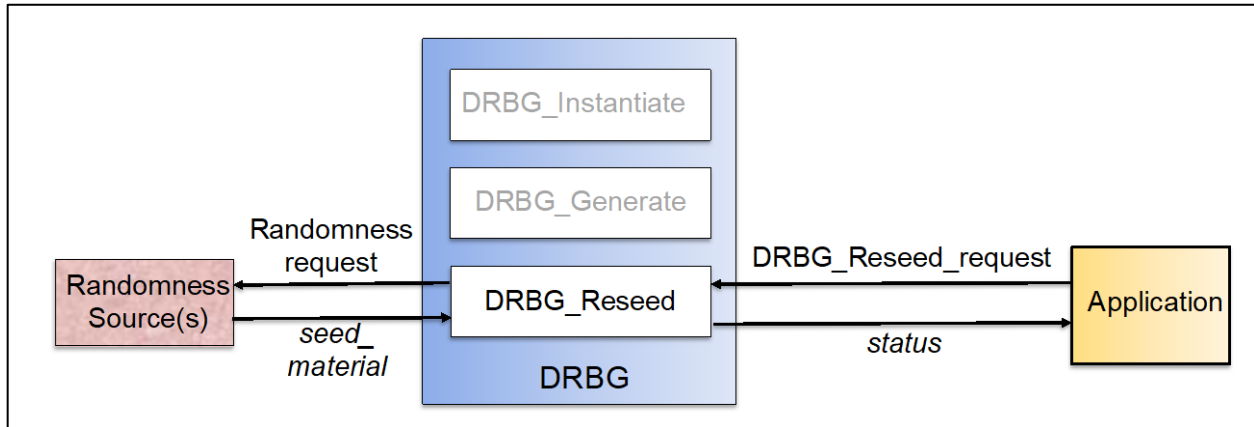 DRBG_Instantiate
DRBG_Generate
Randomness
request
DRBG_Reseed_request
Randomness
Source(s)
DRBG_Reseed
Application
seed_
material
status
DRBG